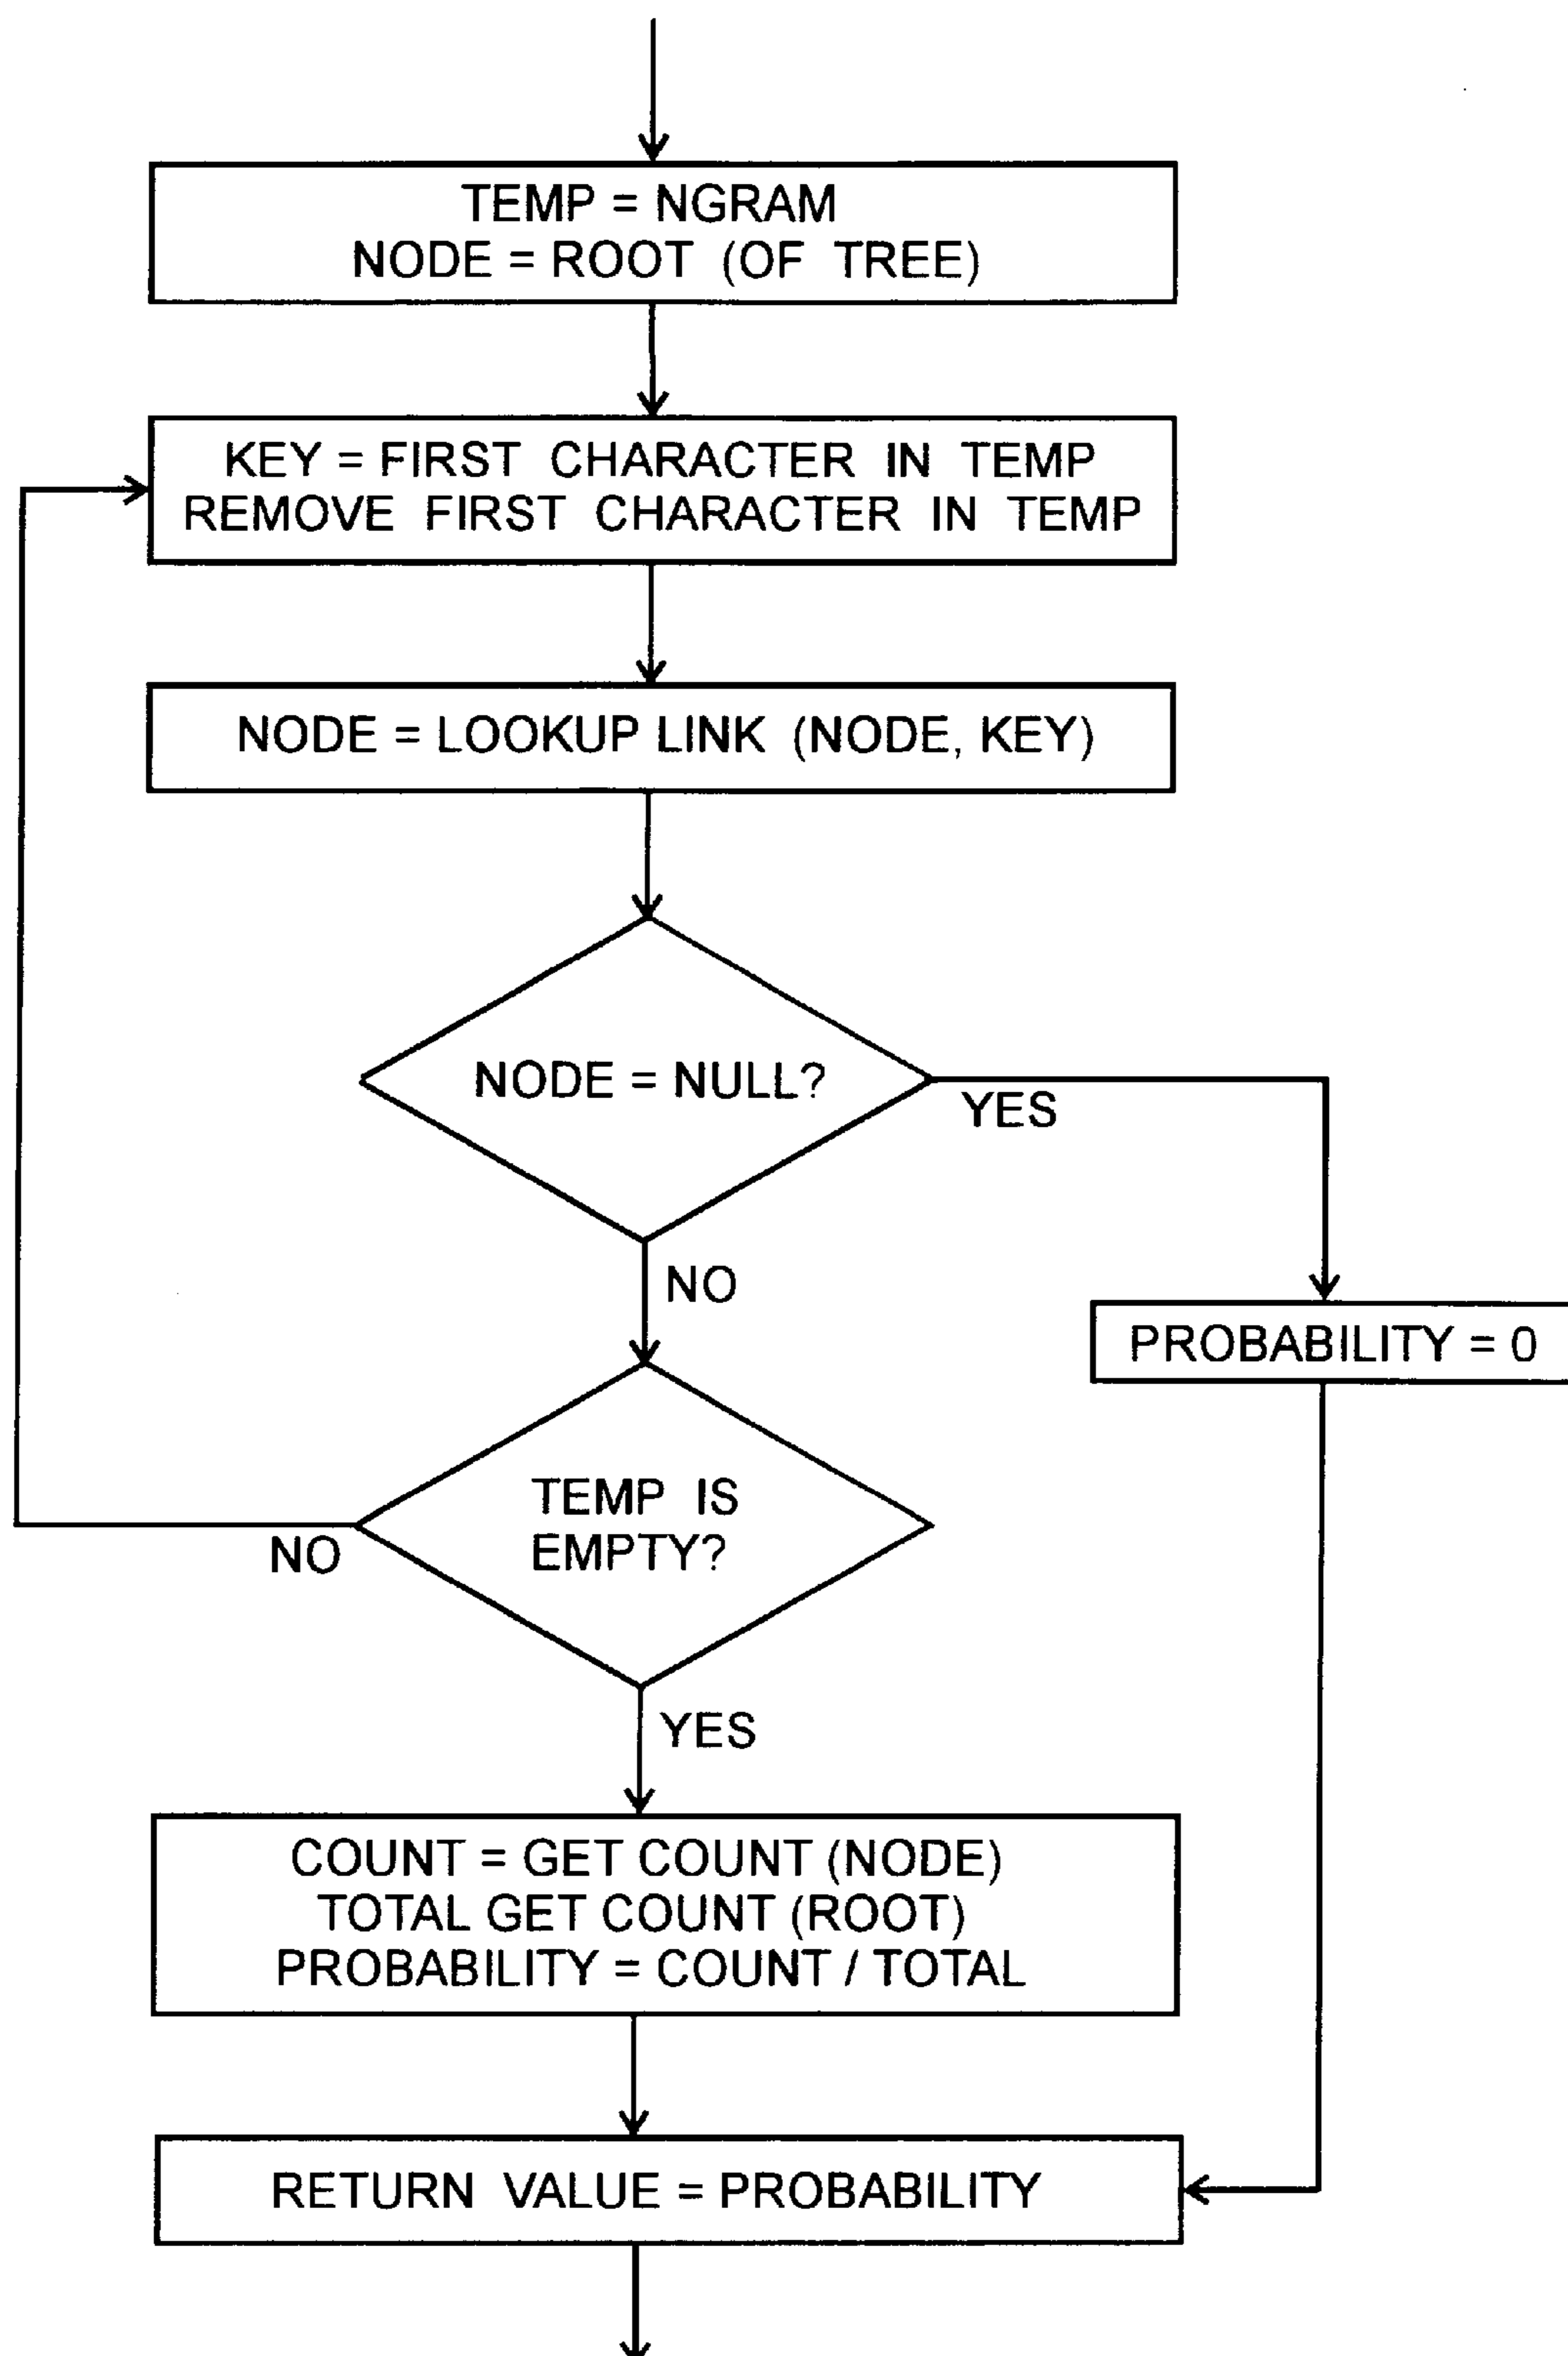 TEMP = NGRAM
NODE = ROOT (OF TREE)
KEY = FIRST CHARACTER IN TEMP
REMOVE FIRST CHARACTER IN TEMP
NODE = LOOKUP LINK (NODE, KEY)
NODE = NULL?
YES
NO
PROBABILITY = 0
TEMP IS
EMPTY?
NO
YES
COUNT = GET COUNT (NODE)
TOTAL GET COUNT (ROOT)
PROBABILITY = COUNT / TOTAL
RETURN VALUE = PROBABILITY